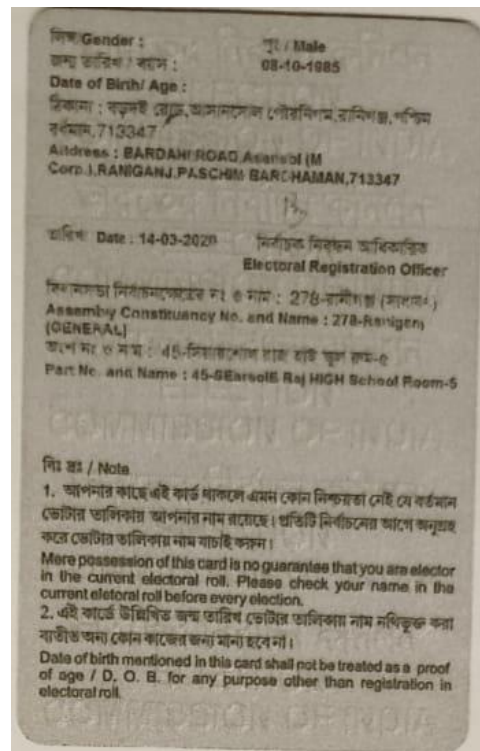 লিঙ্গ/Gender : পুং / Male
জন্ম তারিখ / বয়স : 08-10-1985
Date of Birth/ Age :
ঠিকানা : বড়দই রোড,আসানসোল পৌরনিগম,রানিগঞ্জ,পশ্চিম
বর্ধমান,713347
Address : BARDAHI ROAD,Asansol (M
Corp.),RANIGANJ,PASCHIM BARDHAMAN,713347
তারিখ/ Date : 14-03-2020 নির্বাচক নিবন্ধন আধিকারিক
Electoral Registration Officer
বিধানসভা নির্বাচনক্ষেত্রের নং ও নাম : 278-রানীগঞ্জ (সাধারণ)
Assembly Constituency No. and Name : 278-Raniganj
(GENERAL)
অংশ নং ও নাম : 45-সিয়ারশোল রাজ হাই স্কুল রুম-৫
Part No. and Name : 45-SEarsolE Raj HIGH School Room-5
বিঃ দ্রঃ / Note
1. আপনার কাছে এই কার্ড থাকলে এমন কোন নিশ্চয়তা নেই যে বর্তমান
ভোটার তালিকায় আপনার নাম রয়েছে। প্রতিটি নির্বাচনের আগে অনুগ্রহ
করে ভোটার তালিকায় নাম যাচাই করুন।
Mere possession of this card is no guarantee that you are elector
in the current electoral roll. Please check your name in the
current eletoral roll before every election.
2. এই কার্ডে উল্লিখিত জন্ম তারিখ ভোটার তালিকায় নাম নথিভুক্ত করা
ব্যতীত অন্য কোন কাজের জন্য মান্য হবে না।
Date of birth mentioned in this card shall not be treated as a proof
of age / D. O. B. for any purpose other than registration in
electoral roll.